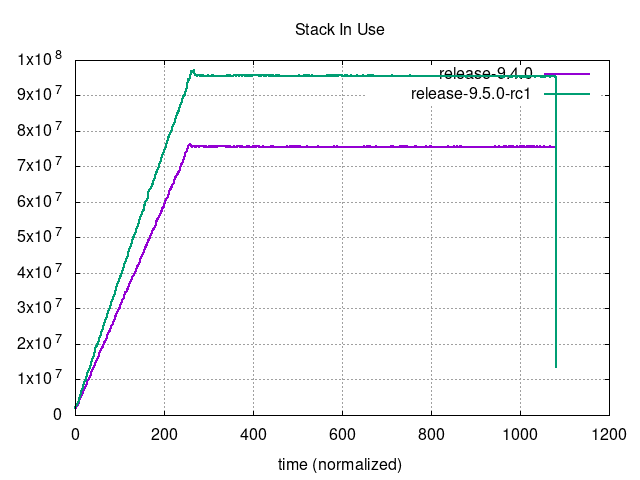 Stack In Use
1x10 8
9x10 7
8x10 7
7x10 7
6x10 7
5x10 7
4x10 7
3x10 7
2x10 7
1x10 7
0
0 200 400 600 800 1000 1200
time (normalized)
release-9.4.0
release-9.5.0-rc1